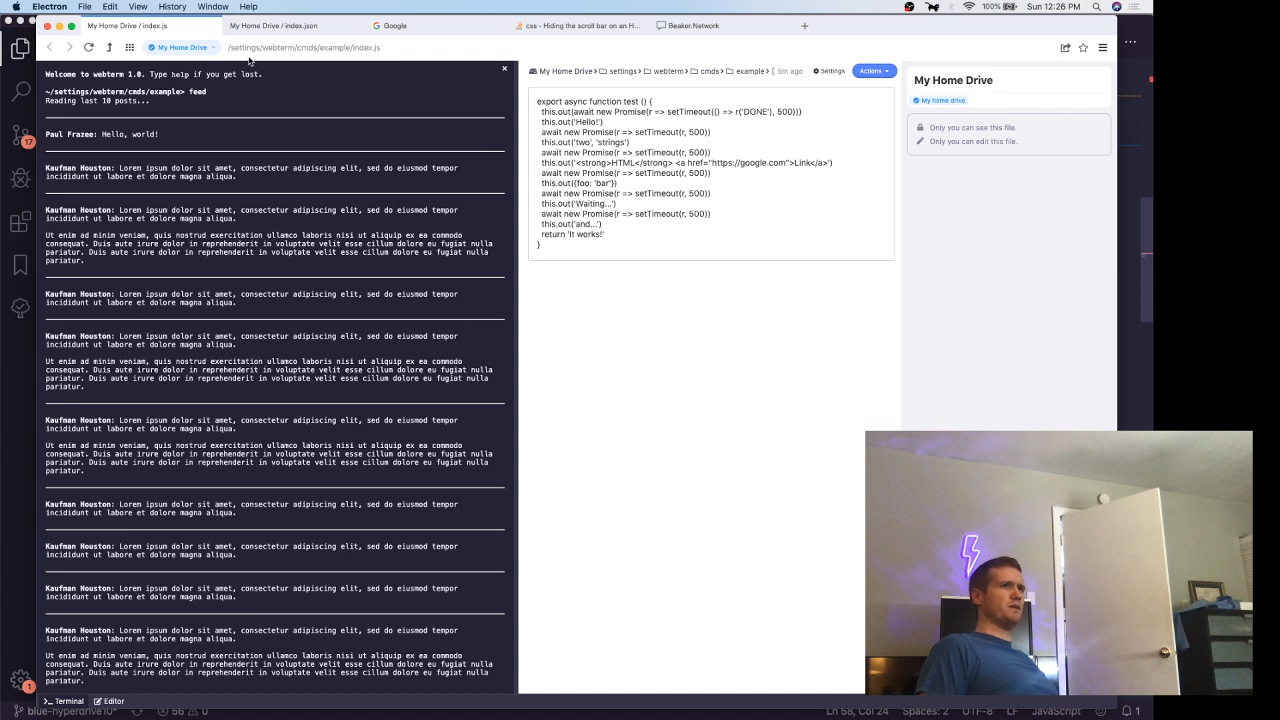 Electron File Edit View History Window Help
100% Sun 12:26 PM
My Home Drive / index.js
My Home Drive / index.json
Google
css - Hiding the scroll bar on an H...
Beaker.Network
My Home Drive
/settings/webterm/cmds/example/index.js
Welcome to webterm 1.0. Type help if you get lost.
~/settings/webterm/cmds/example> feed
Reading last 10 posts...
Paul Frazee: Hello, world!
Kaufman Houston: Lorem ipsum dolor sit amet, consectetur adipiscing elit, sed do eiusmod tempor
incididunt ut labore et dolore magna aliqua.
Kaufman Houston: Lorem ipsum dolor sit amet, consectetur adipiscing elit, sed do eiusmod tempor
incididunt ut labore et dolore magna aliqua.
Ut enim ad minim veniam, quis nostrud exercitation ullamco laboris nisi ut aliquip ex ea commodo
consequat. Duis aute irure dolor in reprehenderit in voluptate velit esse cillum dolore eu fugiat nulla
pariatur. Duis aute irure dolor in reprehenderit in voluptate velit esse cillum dolore eu fugiat nulla
pariatur.
Kaufman Houston: Lorem ipsum dolor sit amet, consectetur adipiscing elit, sed do eiusmod tempor
incididunt ut labore et dolore magna aliqua.
Kaufman Houston: Lorem ipsum dolor sit amet, consectetur adipiscing elit, sed do eiusmod tempor
incididunt ut labore et dolore magna aliqua.
Ut enim ad minim veniam, quis nostrud exercitation ullamco laboris nisi ut aliquip ex ea commodo
consequat. Duis aute irure dolor in reprehenderit in voluptate velit esse cillum dolore eu fugiat nulla
pariatur. Duis aute irure dolor in reprehenderit in voluptate velit esse cillum dolore eu fugiat nulla
pariatur.
Kaufman Houston: Lorem ipsum dolor sit amet, consectetur adipiscing elit, sed do eiusmod tempor
incididunt ut labore et dolore magna aliqua.
Ut enim ad minim veniam, quis nostrud exercitation ullamco laboris nisi ut aliquip ex ea commodo
consequat. Duis aute irure dolor in reprehenderit in voluptate velit esse cillum dolore eu fugiat nulla
pariatur. Duis aute irure dolor in reprehenderit in voluptate velit esse cillum dolore eu fugiat nulla
pariatur.
Kaufman Houston: Lorem ipsum dolor sit amet, consectetur adipiscing elit, sed do eiusmod tempor
incididunt ut labore et dolore magna aliqua.
Kaufman Houston: Lorem ipsum dolor sit amet, consectetur adipiscing elit, sed do eiusmod tempor
incididunt ut labore et dolore magna aliqua.
Kaufman Houston: Lorem ipsum dolor sit amet, consectetur adipiscing elit, sed do eiusmod tempor
incididunt ut labore et dolore magna aliqua.
Kaufman Houston: Lorem ipsum dolor sit amet, consectetur adipiscing elit, sed do eiusmod tempor
incididunt ut labore et dolore magna aliqua.
Ut enim ad minim veniam, quis nostrud exercitation ullamco laboris nisi ut aliquip ex ea commodo
consequat. Duis aute irure dolor in reprehenderit in voluptate velit esse cillum dolore eu fugiat nulla
pariatur. Duis aute irure dolor in reprehenderit in voluptate velit esse cillum dolore eu fugiat nulla
pariatur.
>_ Terminal Editor
My Home Drive › settings › webterm › cmds › example › [ 5m ago
Settings
Actions
export async function test () {
this.out(await new Promise(r => setTimeout(() => r('DONE'), 500)))
this.out('Hello!')
await new Promise(r => setTimeout(r, 500))
this.out('two', 'strings')
await new Promise(r => setTimeout(r, 500))
this.out('<strong>HTML</strong> <a href="https://google.com">Link</a>')
await new Promise(r => setTimeout(r, 500))
this.out({foo: 'bar'})
await new Promise(r => setTimeout(r, 500))
this.out('Waiting...')
await new Promise(r => setTimeout(r, 500))
this.out('and...')
return 'It works!'
}
My Home Drive
My home drive
Only you can see this file.
Only you can edit this file.
17
1
blue-hyperdrive10* 56 0
Ln 58, Col 24 Spaces: 2 UTF-8 LF JavaScript 1